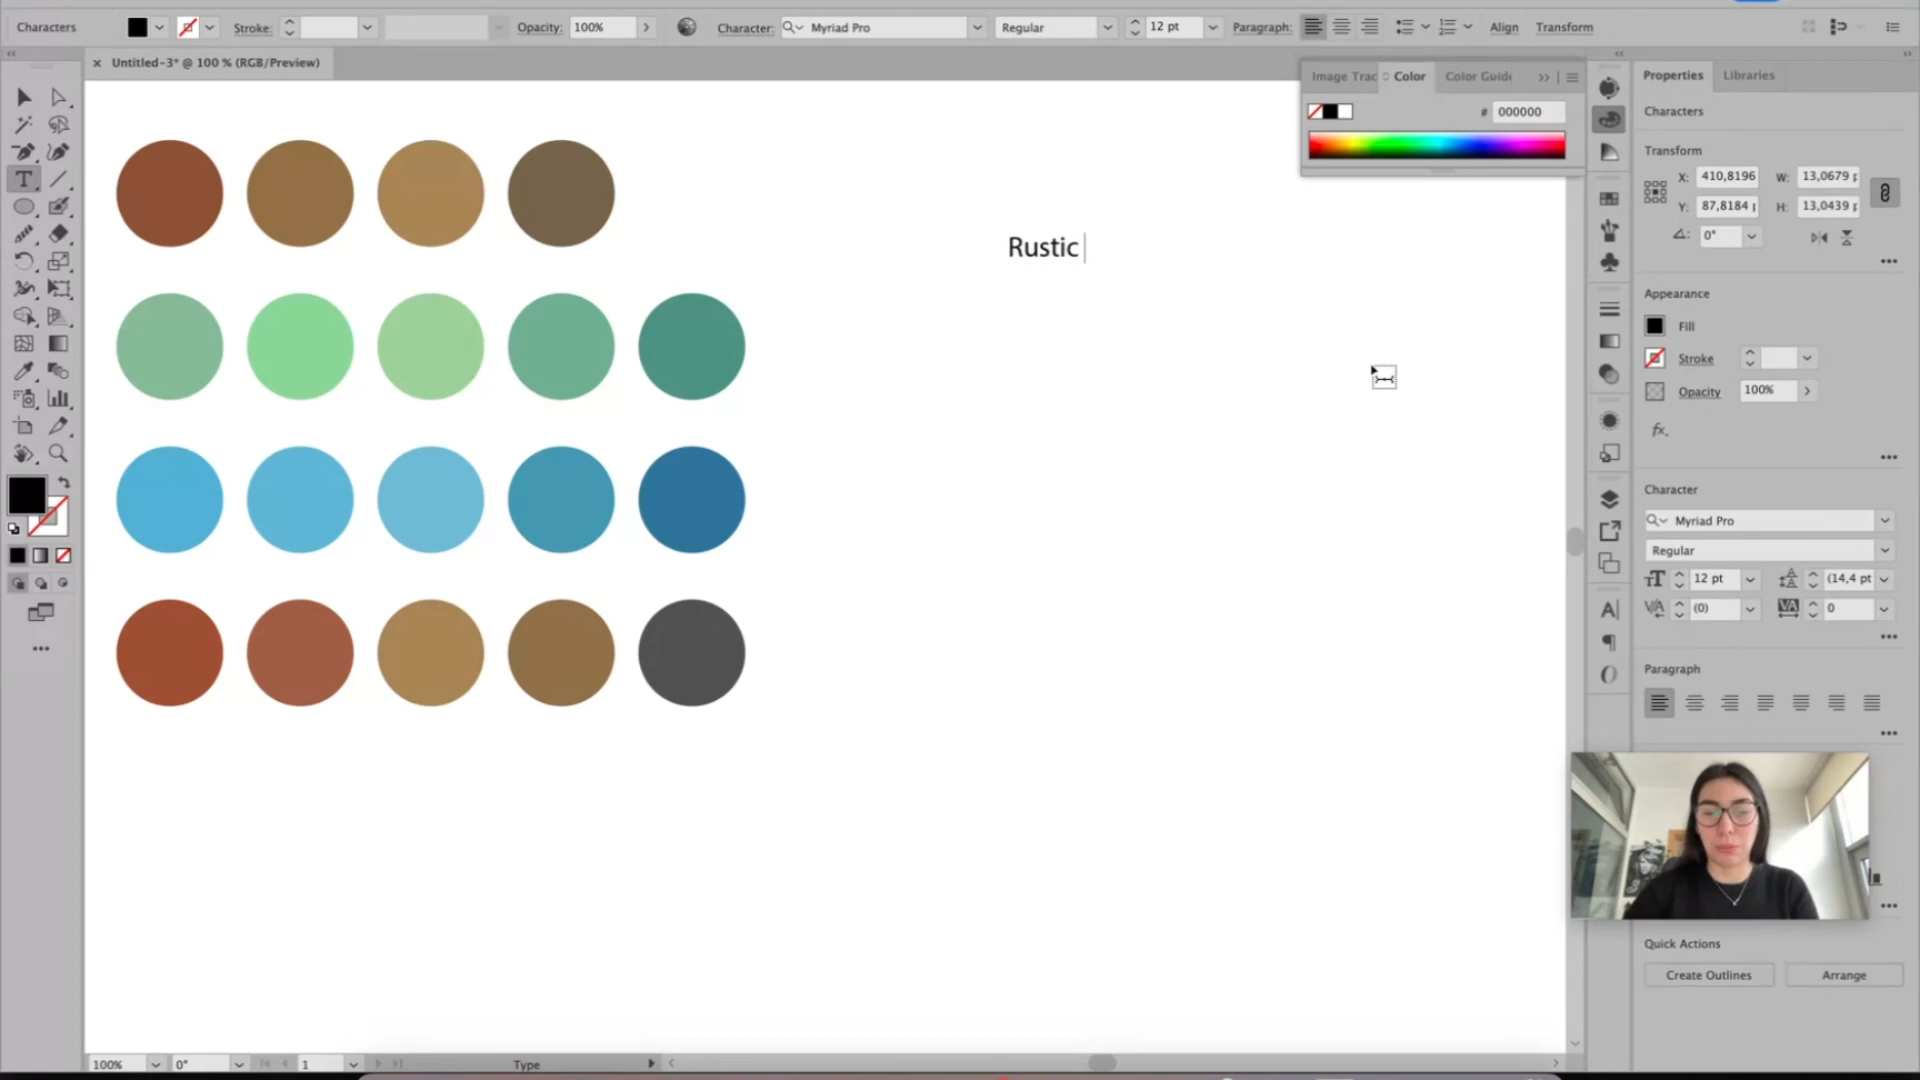 Characters
Stroke:
Opacity: 100%
Character: Myriad Pro
Regular
12 pt
Paragraph:
Align
Transform
× Untitled-3* @ 100 % (RGB/Preview)
Image Trac
Color
Color Guide
# 000000
Properties
Libraries
Characters
Transform
X: 410,8196
W: 13,0679 p
Y: 87,8184 p
H: 13,0439 p
0°
Rustic
Appearance
Fill
Stroke
Opacity 100%
fx.
Character
Myriad Pro
Regular
12 pt
(14,4 pt
(0)
0
Paragraph
Quick Actions
Create Outlines
Arrange
100%
0°
1
Type